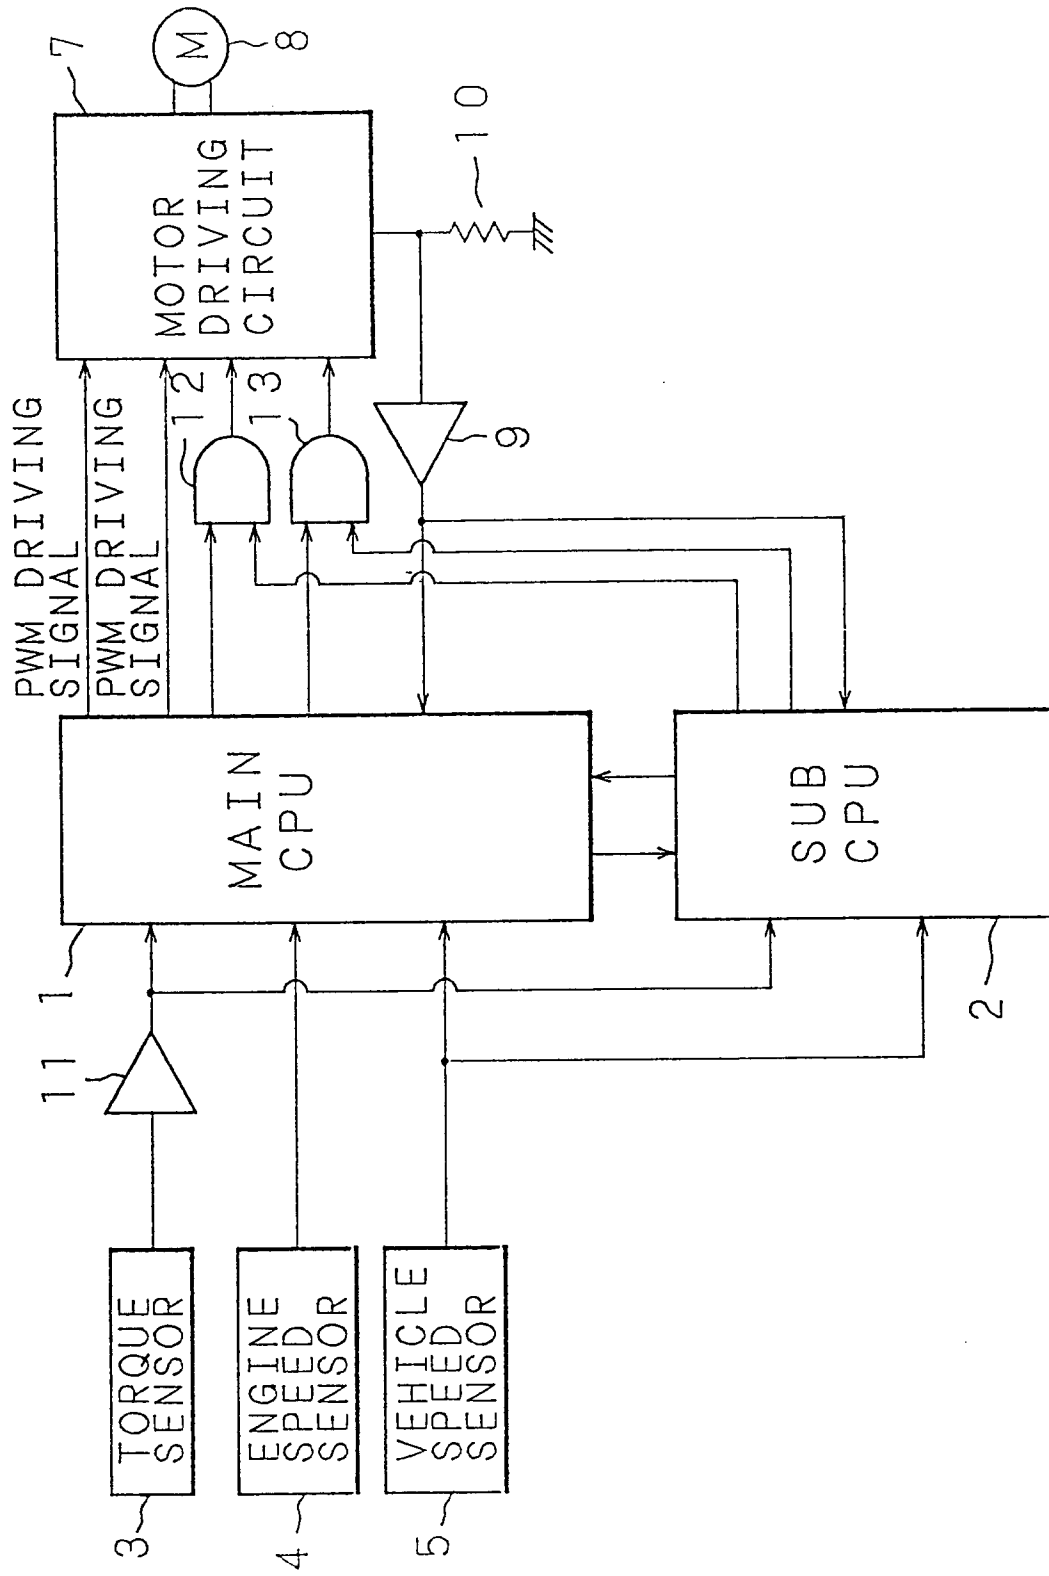 3
TORQUE
SENSOR
4
ENGINE
SPEED
SENSOR
5
VEHICLE
SPEED
SENSOR
11
1
MAIN
CPU
2
SUB
CPU
PWM DRIVING
SIGNAL
PWM DRIVING
SIGNAL
12
13
9
7
MOTOR
DRIVING
CIRCUIT
M
8
10